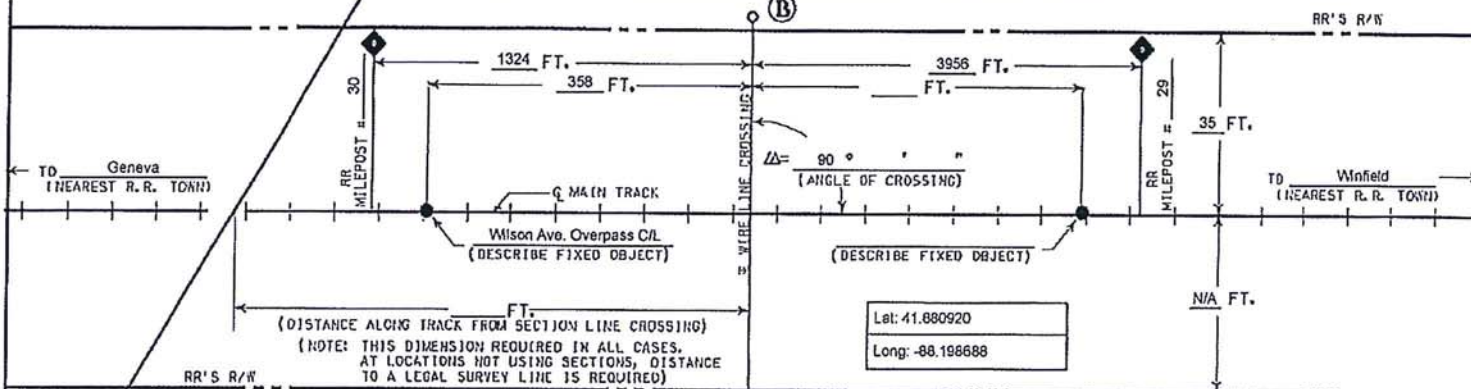 B
RR'S R/W
1324 FT.
3956 FT.
358 FT.
FT.
RR MILEPOST = 30
RR MILEPOST = 29
35 FT.
WIRE LINE CROSSING
= 90 ° ' "
(ANGLE OF CROSSING)
TO Geneva
(NEAREST R.R. TOWN)
TO Winfield
(NEAREST R.R. TOWN)
℄ MAIN TRACK
Wilson Ave. Overpass C/L
(DESCRIBE FIXED OBJECT)
(DESCRIBE FIXED OBJECT)
FT.
(DISTANCE ALONG TRACK FROM SECTION LINE CROSSING)
(NOTE: THIS DIMENSION REQUIRED IN ALL CASES.
AT LOCATIONS NOT USING SECTIONS, DISTANCE
TO A LEGAL SURVEY LINE IS REQUIRED)
Lat: 41.880920
Long: -88.198688
N/A FT.
RR'S R/W